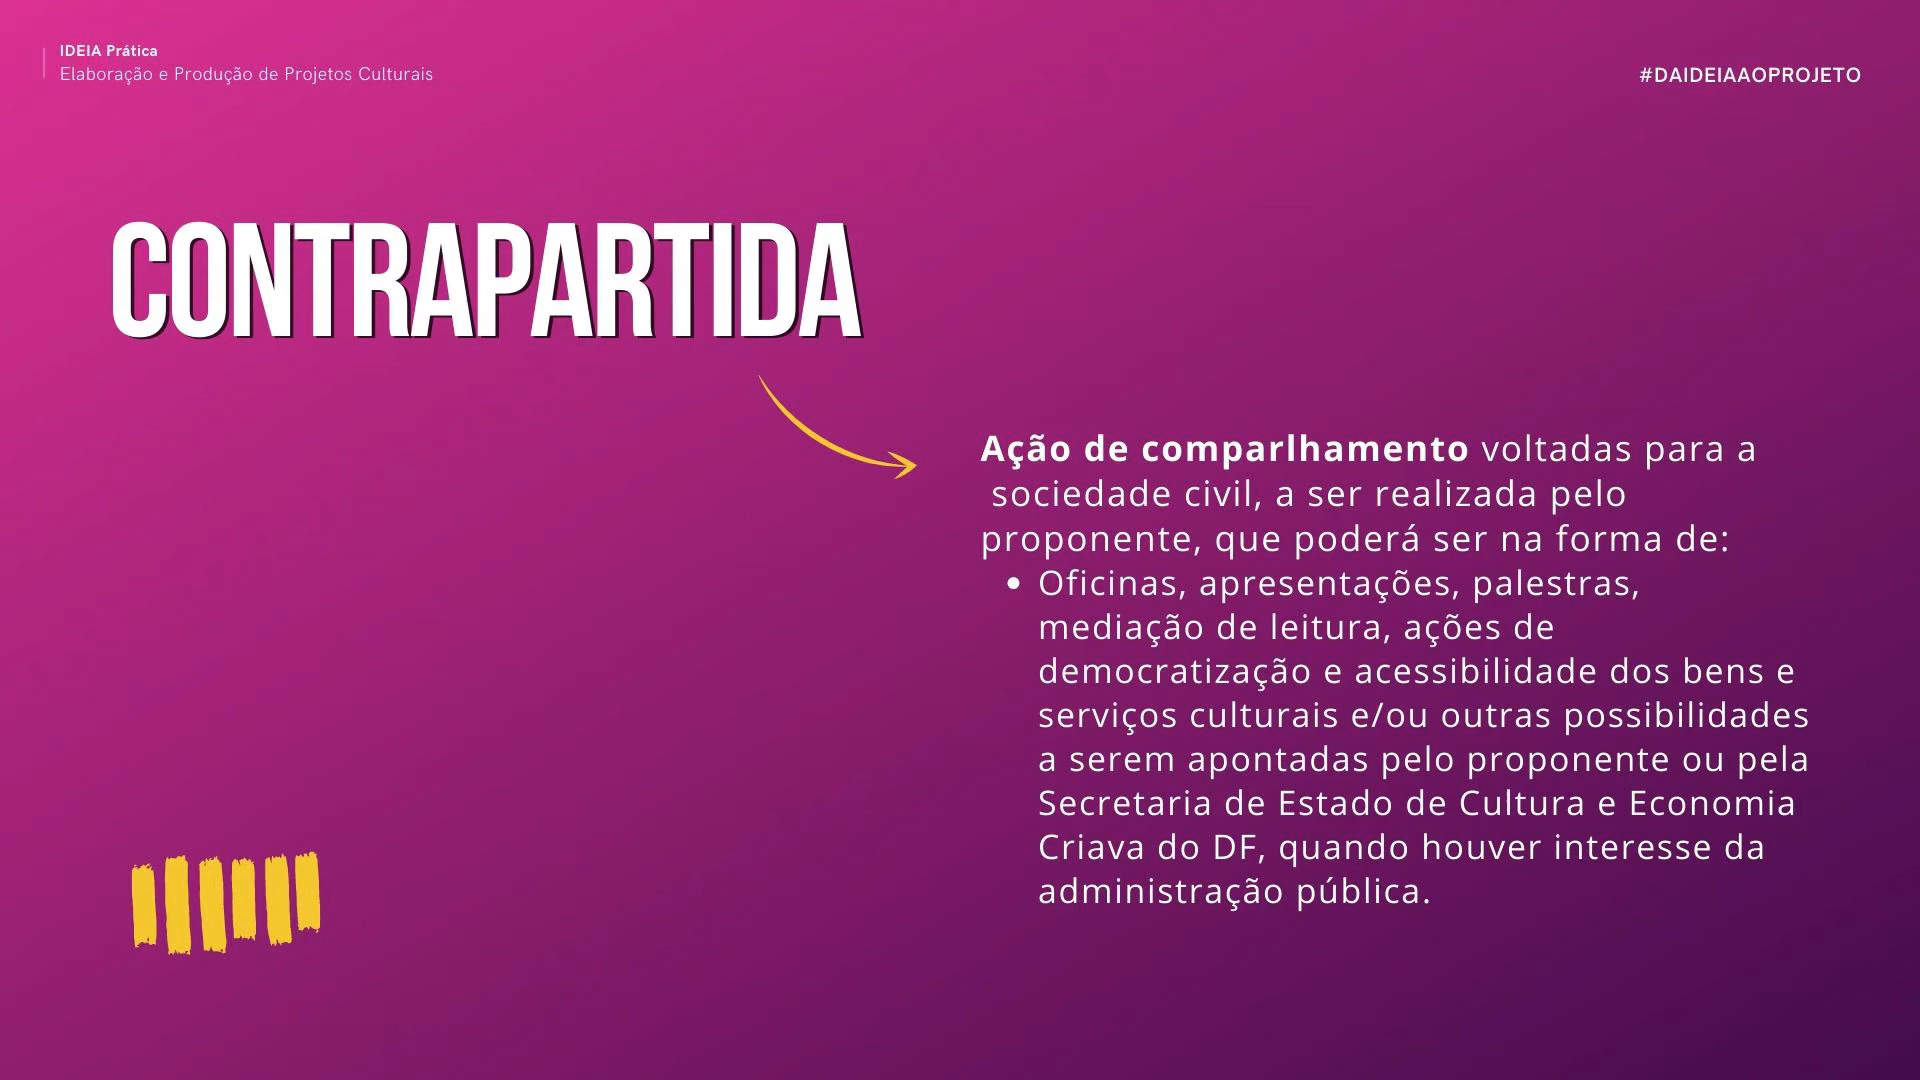 IDEIA Prática
Elaboração e Produção de Projetos Culturais
#DAIDEIAAOPROJETO
CONTRAPARTIDA
Ação de comparlhamento voltadas para a
sociedade civil, a ser realizada pelo
proponente, que poderá ser na forma de:
• Oficinas, apresentações, palestras,
mediação de leitura, ações de
democratização e acessibilidade dos bens e
serviços culturais e/ou outras possibilidades
a serem apontadas pelo proponente ou pela
Secretaria de Estado de Cultura e Economia
Criava do DF, quando houver interesse da
administração pública.